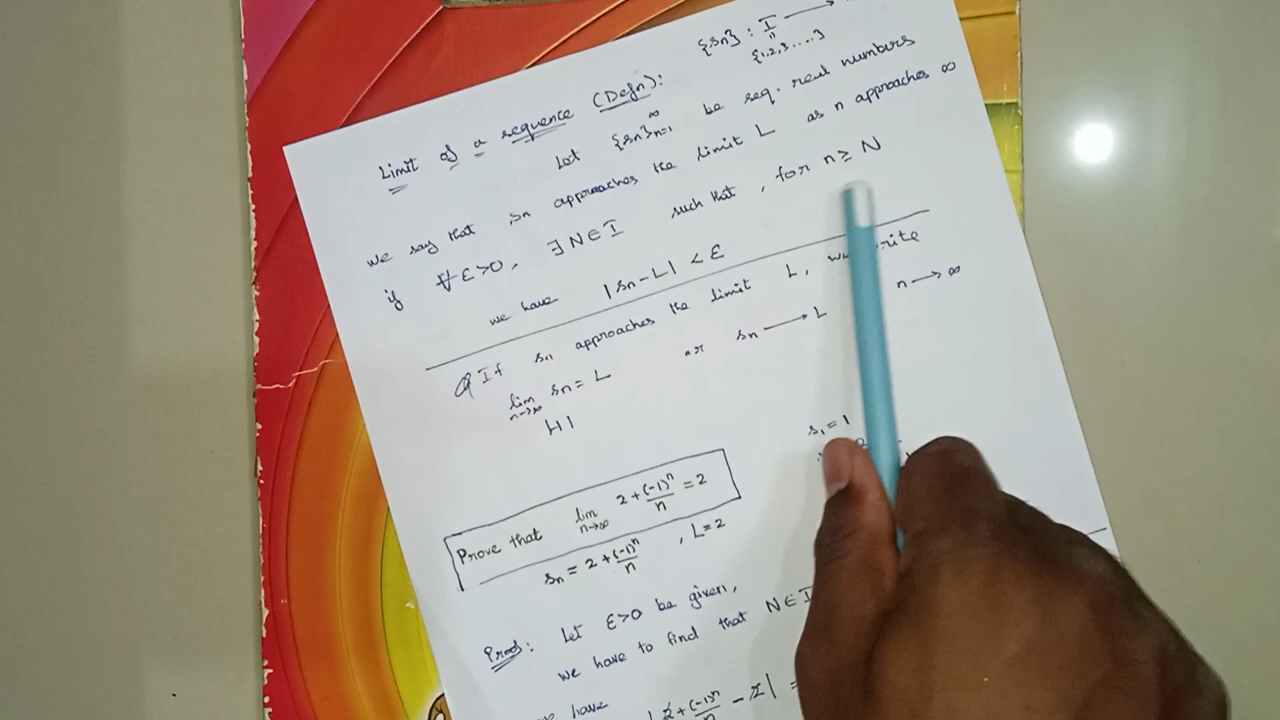 {sn} : I ⟶
n
{1,2,3.....}
Limit of a sequence (Defn):
Let {sn}∞n=1 be seq. real numbers
we say that sn approaches the limit L as n approaches ∞
if ∀ ε>0, ∃ N∈I such that, for n≥N
we have |sn-L| < ε
If sn approaches the limit L, we write
lim n→∞ sn = L or sn ⟶ L n⟶∞
s₁ = 1
Prove that lim n→∞ 2+(-1)ⁿ/n = 2
sn = 2+(-1)ⁿ/n , L=2
Proof: Let ε>0 be given,
we have to find that N∈I
we have |2+(-1)ⁿ/n - 2| =